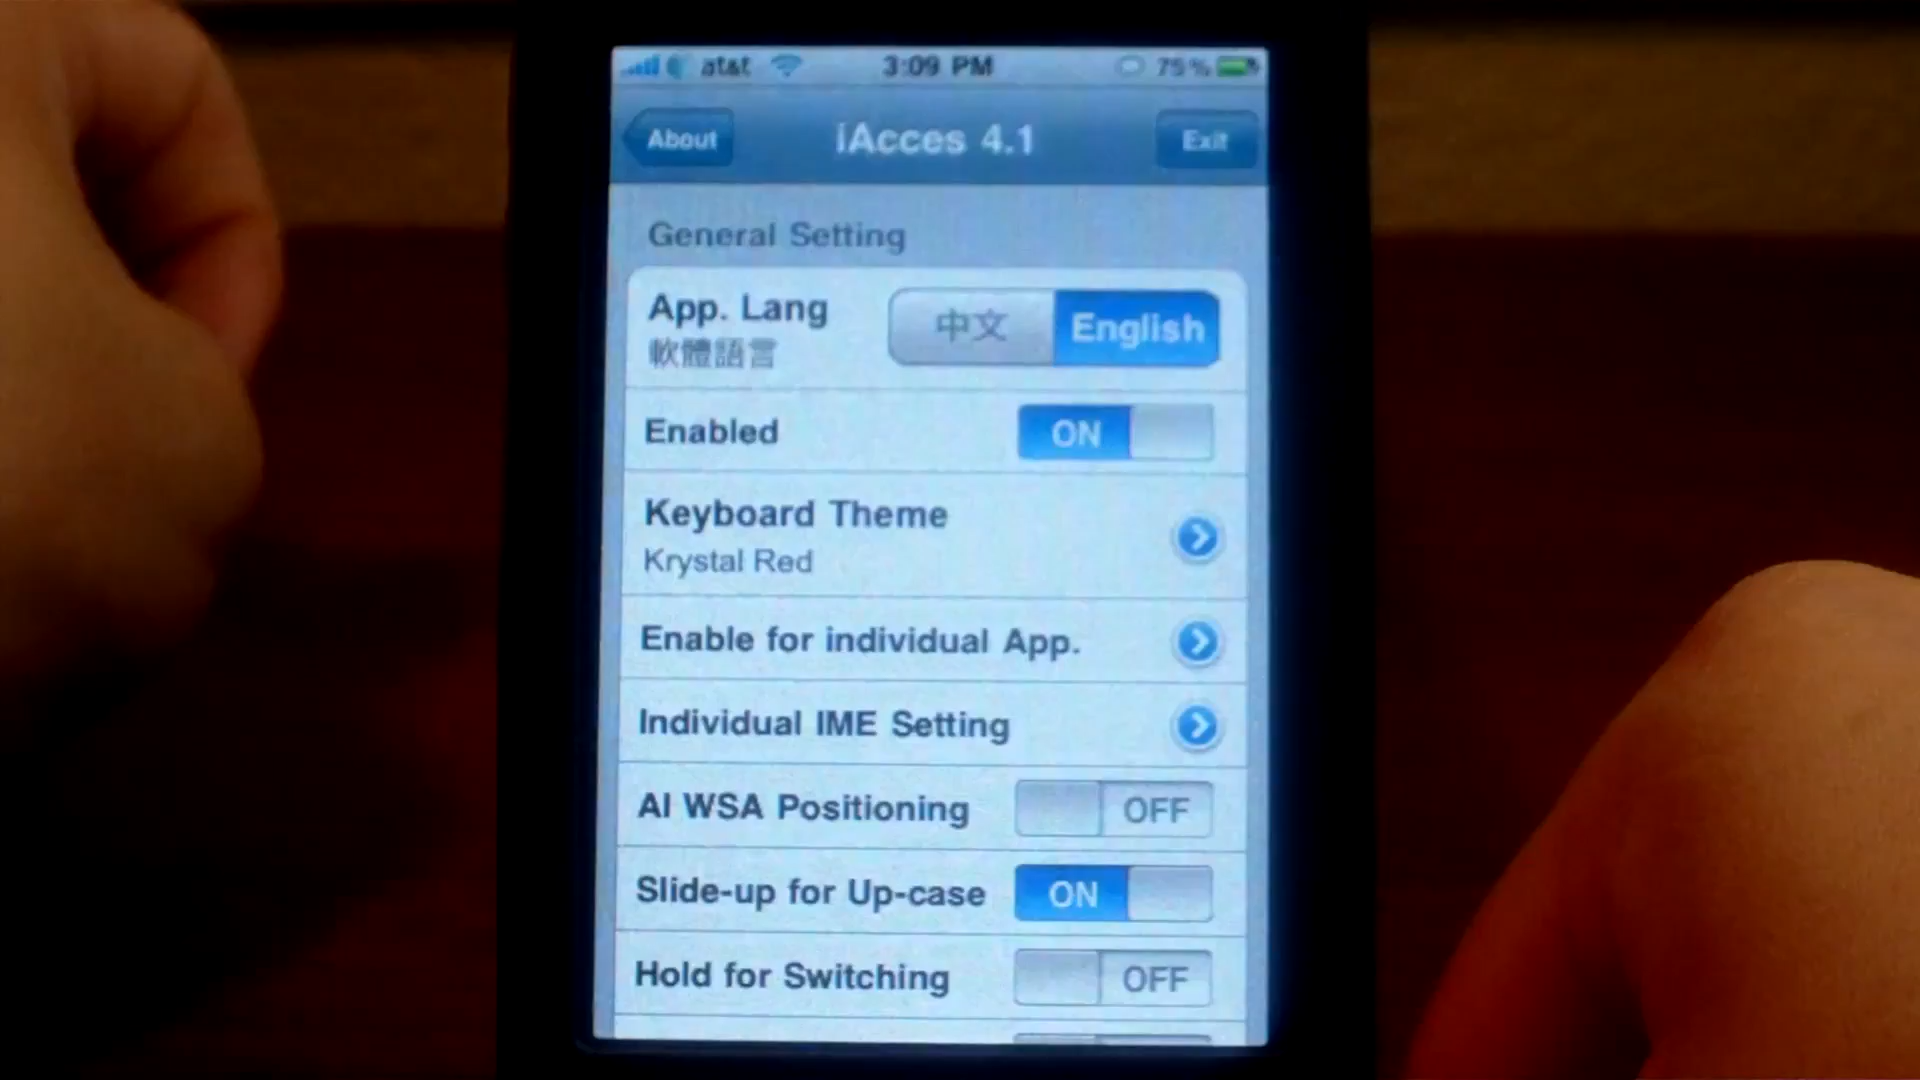 at&t 3:09 PM 75%
About iAcces 4.1 Exit
General Setting
App. Lang 中文 English
軟體語言
Enabled ON
Keyboard Theme
Krystal Red
Enable for individual App.
Individual IME Setting
AI WSA Positioning OFF
Slide-up for Up-case ON
Hold for Switching OFF